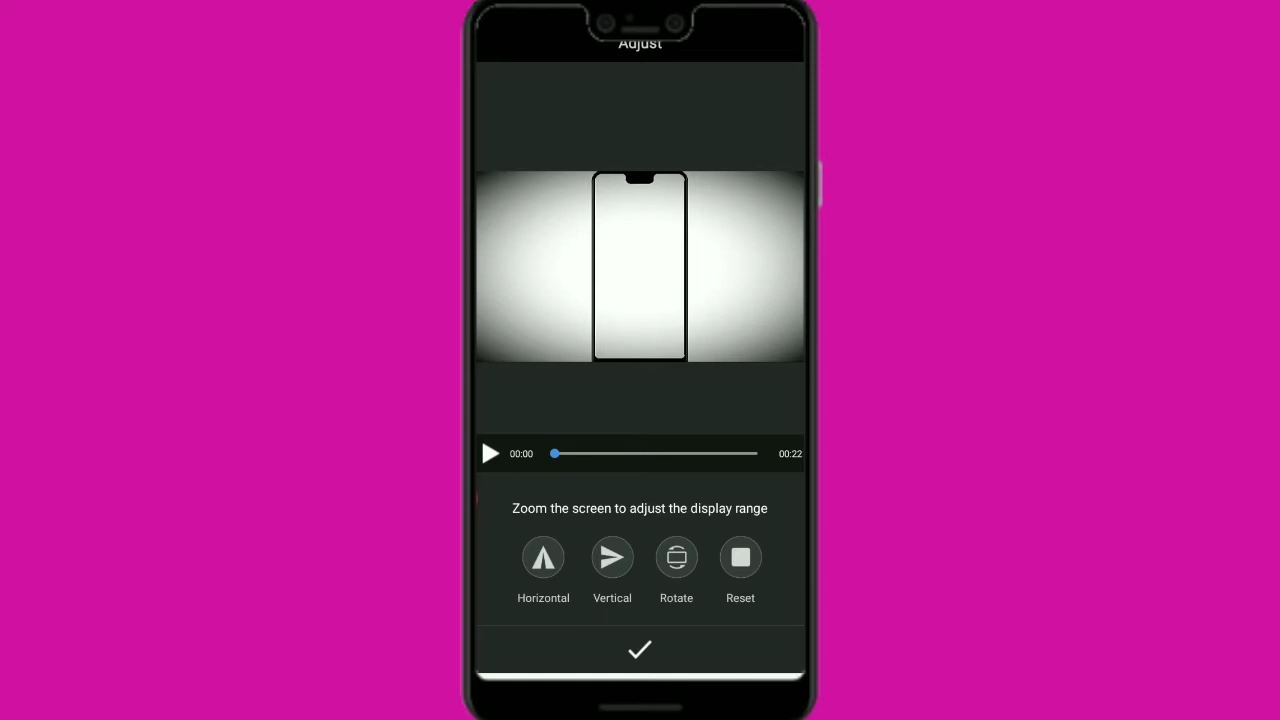 Adjust
00:00
00:22
Zoom the screen to adjust the display range
Horizontal
Vertical
Rotate
Reset